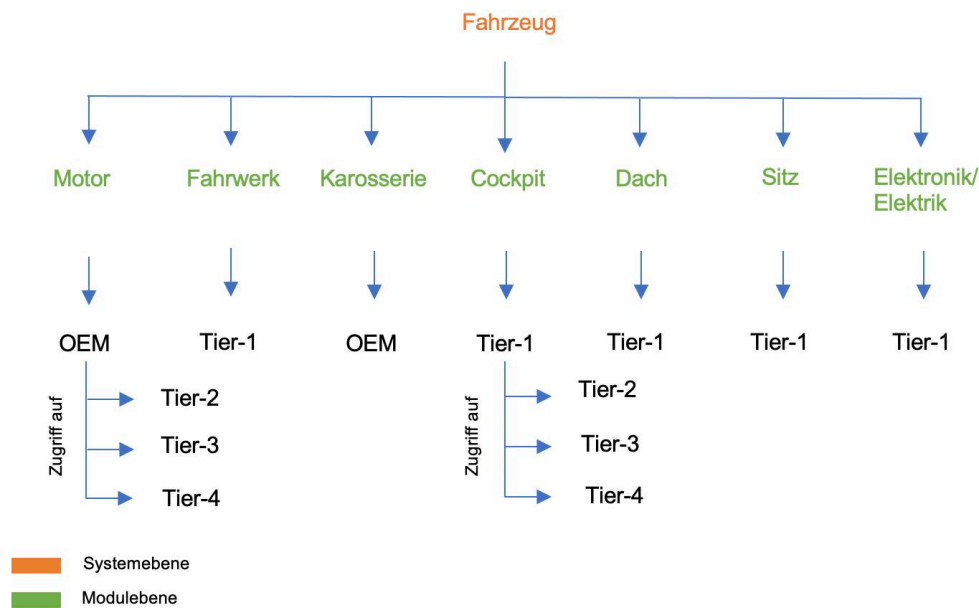 Fahrzeug
Motor
Fahrwerk
Karosserie
Cockpit
Dach
Sitz
Elektronik/
Elektrik
OEM
Tier-1
OEM
Tier-1
Tier-1
Tier-1
Tier-1
Zugriff auf
Tier-2
Tier-3
Tier-4
Zugriff auf
Tier-2
Tier-3
Tier-4
Systemebene
Modulebene